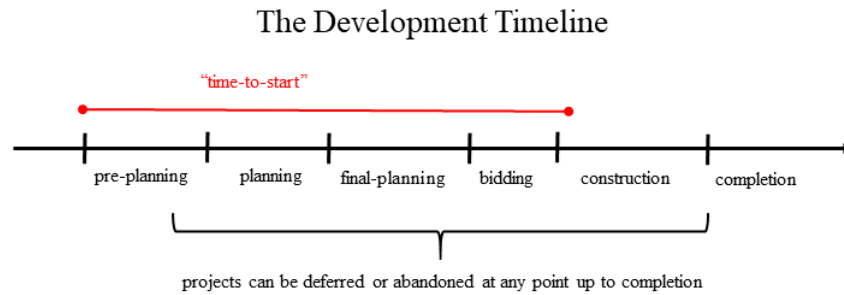 The Development Timeline
“time-to-start”
pre-planning planning final-planning bidding construction completion
projects can be deferred or abandoned at any point up to completion